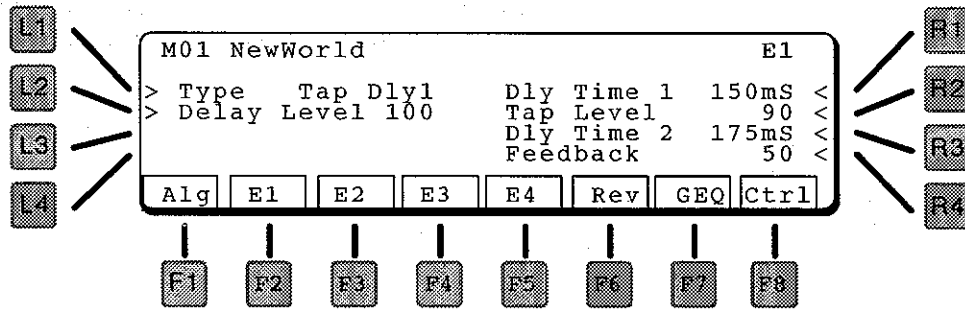 L1
L2
L3
L4
M01 NewWorld E1
> Type Tap Dly1 Dly Time 1 150mS <
> Delay Level 100 Tap Level 90 <
Dly Time 2 175mS <
Feedback 50 <
Alg E1 E2 E3 E4 Rev GEQ Ctrl
F1 F2 F3 F4 F5 F6 F7 F8
R1
R2
R3
R4